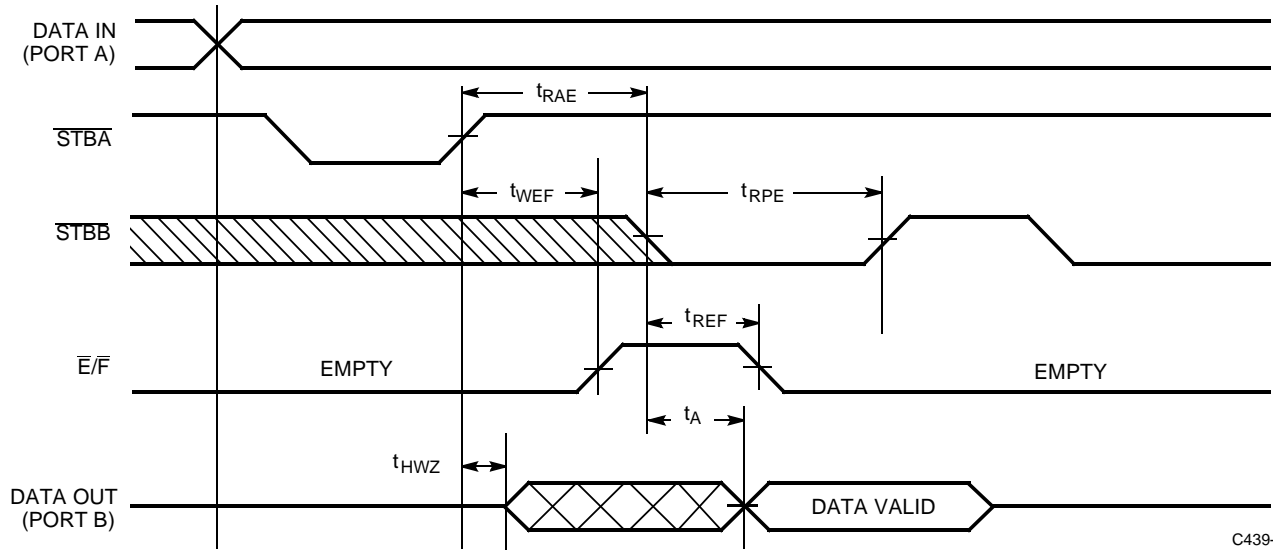 DATA IN
(PORT A)
tRAE
STBA
tWEF
tRPE
STBB
tREF
E/F
EMPTY
EMPTY
tA
tHWZ
DATA OUT
(PORT B)
DATA VALID
C439-